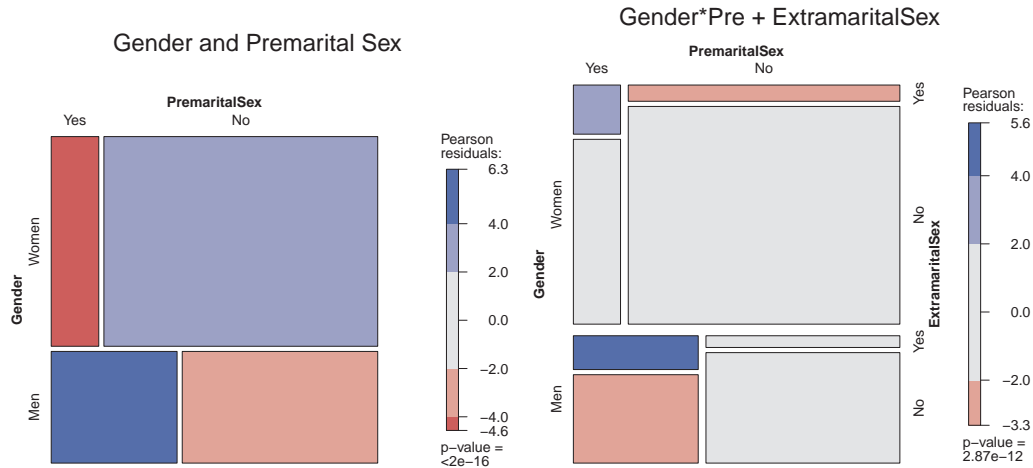 Gender and Premarital Sex
PremaritalSex
Yes No
Gender
Women
Men
Pearson
residuals:
6.3
4.0
2.0
0.0
−2.0
−4.0
−4.6
p−value =
<2e−16
Gender*Pre + ExtramaritalSex
PremaritalSex
Yes No
Gender
Women
Men
Yes
No
Yes
No
ExtramaritalSex
Pearson
residuals:
5.6
4.0
2.0
0.0
−2.0
−3.3
p−value =
2.87e−12